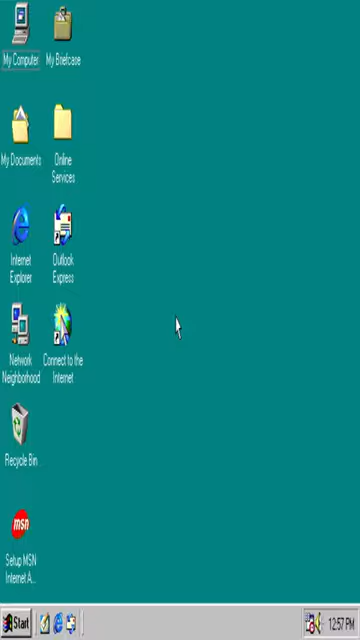 My Computer
My Briefcase
My Documents
Online
Services
Internet
Explorer
Outlook
Express
Network
Neighborhood
Connect to the
Internet
Recycle Bin
msn
Setup MSN
Internet A...
Start
12:57 PM